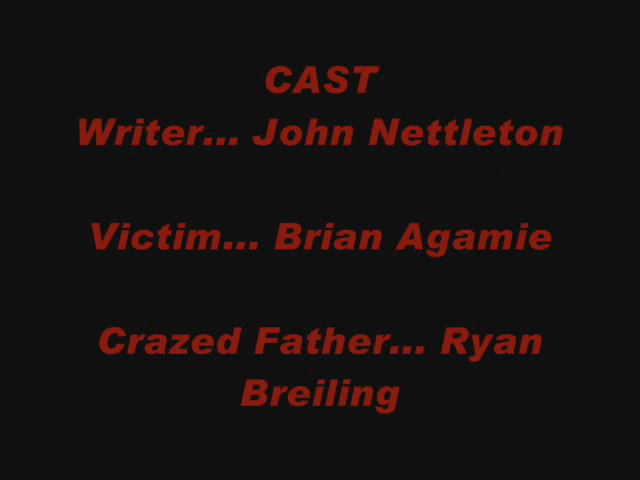 CAST
Writer... John Nettleton
Victim... Brian Agamie
Crazed Father... Ryan
Breiling